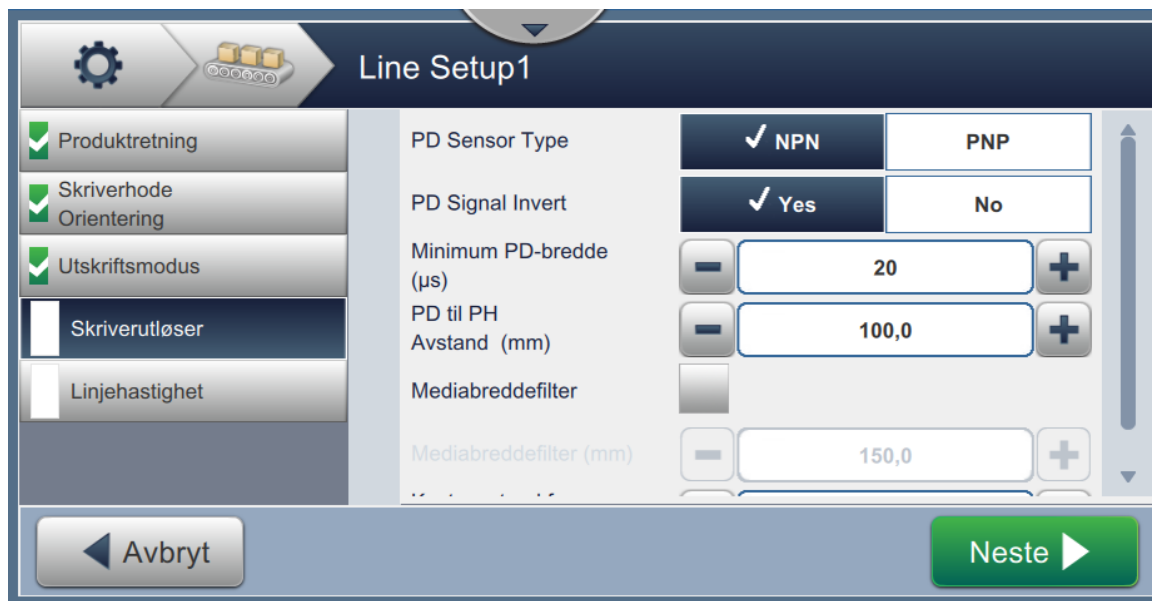 Line Setup1
Produktretning
Skriverhode
Orientering
Utskriftsmodus
Skriverutløser
Linjehastighet
PD Sensor Type
NPN
PNP
PD Signal Invert
Yes
No
Minimum PD-bredde
(µs)
20
PD til PH
Avstand (mm)
100,0
Mediabreddefilter
Mediabreddefilter (mm)
150,0
Avbryt
Neste